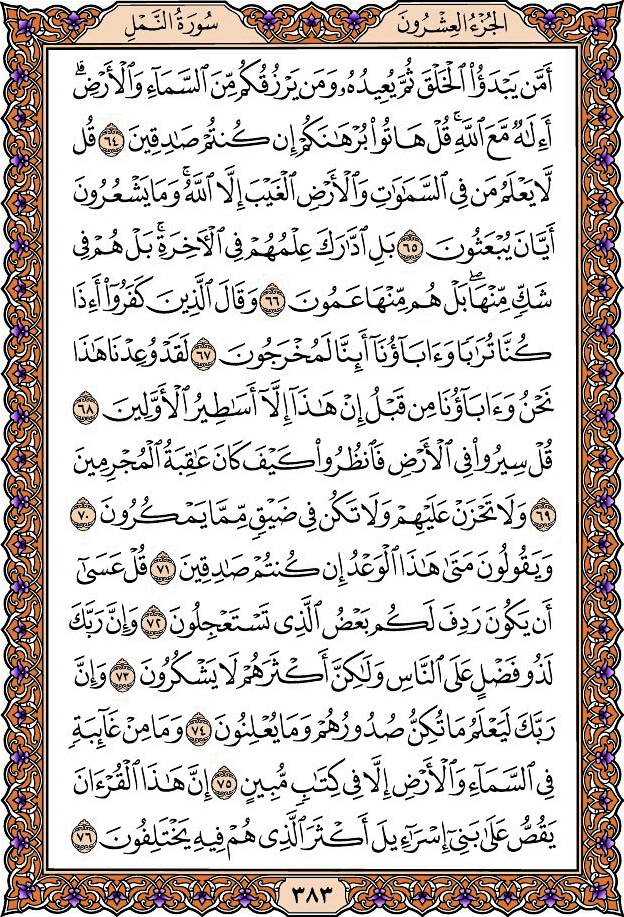 الجُزْءُ العِشْرُونَ
سُورَةُ النَّمْلِ
أَمَّن يَبْدَؤُاْ ٱلْخَلْقَ ثُمَّ يُعِيدُهُۥ وَمَن يَرْزُقُكُم مِّنَ ٱلسَّمَآءِ وَٱلْأَرْضِۗ
أَءِلَٰهٌ مَّعَ ٱللَّهِۚ قُلْ هَاتُواْ بُرْهَٰنَكُمْ إِن كُنتُمْ صَٰدِقِينَ ٦٤ قُل
لَّا يَعْلَمُ مَن فِي ٱلسَّمَٰوَٰتِ وَٱلْأَرْضِ ٱلْغَيْبَ إِلَّا ٱللَّهُۚ وَمَا يَشْعُرُونَ
أَيَّانَ يُبْعَثُونَ ٦٥ بَلِ ٱدَّٰرَكَ عِلْمُهُمْ فِي ٱلْأٓخِرَةِۚ بَلْ هُمْ فِي
شَكٍّ مِّنْهَاۖ بَلْ هُم مِّنْهَا عَمُونَ ٦٦ وَقَالَ ٱلَّذِينَ كَفَرُوٓاْ أَءِذَا
كُنَّا تُرَٰبًا وَءَابَآؤُنَآ أَئِنَّا لَمُخْرَجُونَ ٦٧ لَقَدْ وُعِدْنَا هَٰذَا
نَحْنُ وَءَابَآؤُنَا مِن قَبْلُ إِنْ هَٰذَآ إِلَّآ أَسَٰطِيرُ ٱلْأَوَّلِينَ ٦٨
قُلْ سِيرُواْ فِي ٱلْأَرْضِ فَٱنظُرُواْ كَيْفَ كَانَ عَٰقِبَةُ ٱلْمُجْرِمِينَ
٦٩ وَلَا تَحْزَنْ عَلَيْهِمْ وَلَا تَكُن فِي ضَيْقٍ مِّمَّا يَمْكُرُونَ ٧٠
وَيَقُولُونَ مَتَىٰ هَٰذَا ٱلْوَعْدُ إِن كُنتُمْ صَٰدِقِينَ ٧١ قُلْ عَسَىٰٓ
أَن يَكُونَ رَدِفَ لَكُم بَعْضُ ٱلَّذِي تَسْتَعْجِلُونَ ٧٢ وَإِنَّ رَبَّكَ
لَذُو فَضْلٍ عَلَى ٱلنَّاسِ وَلَٰكِنَّ أَكْثَرَهُمْ لَا يَشْكُرُونَ ٧٣ وَإِنَّ
رَبَّكَ لَيَعْلَمُ مَا تُكِنُّ صُدُورُهُمْ وَمَا يُعْلِنُونَ ٧٤ وَمَا مِنْ غَآئِبَةٍ
فِي ٱلسَّمَآءِ وَٱلْأَرْضِ إِلَّا فِي كِتَٰبٍ مُّبِينٍ ٧٥ إِنَّ هَٰذَا ٱلْقُرْءَانَ
يَقُصُّ عَلَىٰ بَنِيٓ إِسْرَٰٓءِيلَ أَكْثَرَ ٱلَّذِي هُمْ فِيهِ يَخْتَلِفُونَ ٧٦
٣٨٣